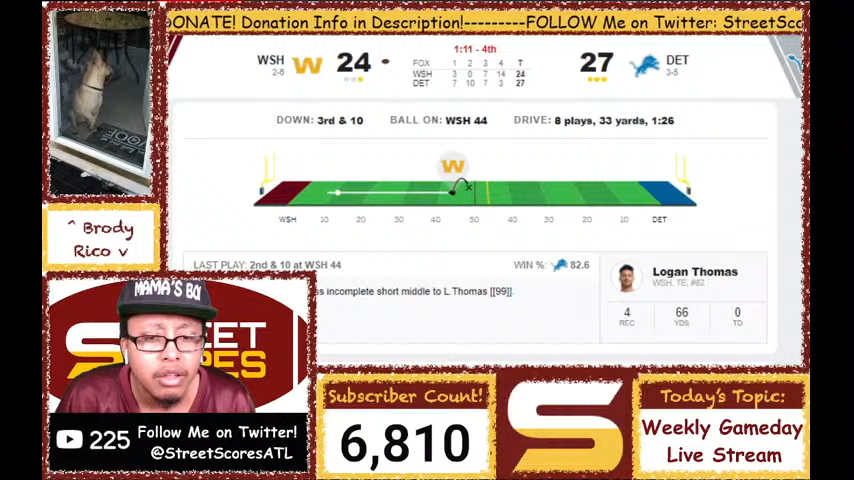 DONATE! Donation Info in Description!---------FOLLOW Me on Twitter: StreetSco
1:11 - 4th
WSH
2-6
W
24
FOX 1 2 3 4 T
WSH 3 0 7 14 24
DET 7 10 7 3 27
27
DET
3-5
DOWN: 3rd & 10 BALL ON: WSH 44 DRIVE: 8 plays, 33 yards, 1:26
W
WSH 10 20 30 40 50 40 30 20 10 DET
^ Brody
Rico v
LAST PLAY: 2nd & 10 at WSH 44
WIN %: 82.6
ss incomplete short middle to L.Thomas [[99]].
Logan Thomas
WSH, TE, #82
4 66 0
REC YDS TD
MAMA'S BOY
225
Follow Me on Twitter!
@StreetScoresATL
Subscriber Count!
6,810
S
Today's Topic:
Weekly Gameday
Live Stream